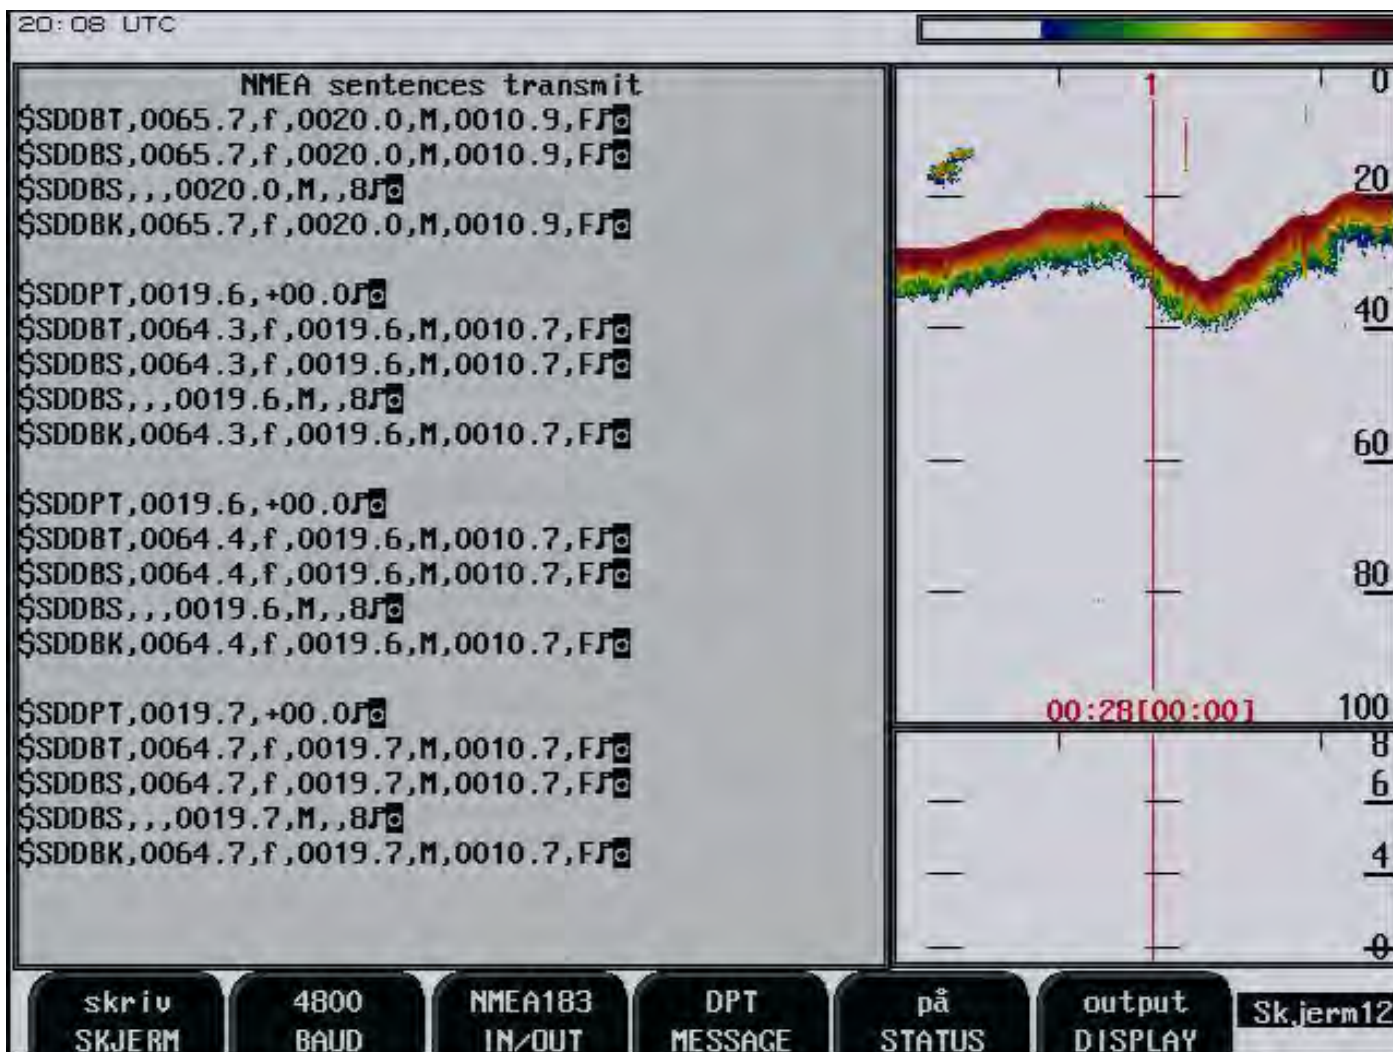 20:08 UTC
NMEA sentences transmit
$SDDBT,0065.7,f,0020.0,M,0010.9,F♪◙
$SDDBS,0065.7,f,0020.0,M,0010.9,F♪◙
$SDDBS,,,0020.0,M,,8♪◙
$SDDBK,0065.7,f,0020.0,M,0010.9,F♪◙
$SDDPT,0019.6,+00.0♪◙
$SDDBT,0064.3,f,0019.6,M,0010.7,F♪◙
$SDDBS,0064.3,f,0019.6,M,0010.7,F♪◙
$SDDBS,,,0019.6,M,,8♪◙
$SDDBK,0064.3,f,0019.6,M,0010.7,F♪◙
$SDDPT,0019.6,+00.0♪◙
$SDDBT,0064.4,f,0019.6,M,0010.7,F♪◙
$SDDBS,0064.4,f,0019.6,M,0010.7,F♪◙
$SDDBS,,,0019.6,M,,8♪◙
$SDDBK,0064.4,f,0019.6,M,0010.7,F♪◙
$SDDPT,0019.7,+00.0♪◙
$SDDBT,0064.7,f,0019.7,M,0010.7,F♪◙
$SDDBS,0064.7,f,0019.7,M,0010.7,F♪◙
$SDDBS,,,0019.7,M,,8♪◙
$SDDBK,0064.7,f,0019.7,M,0010.7,F♪◙
1
0
20
40
60
80
100
00:28[00:00]
8
6
4
0
skriv
SKJERM
4800
BAUD
NMEA183
IN/OUT
DPT
MESSAGE
på
STATUS
output
DISPLAY
Skjerm12